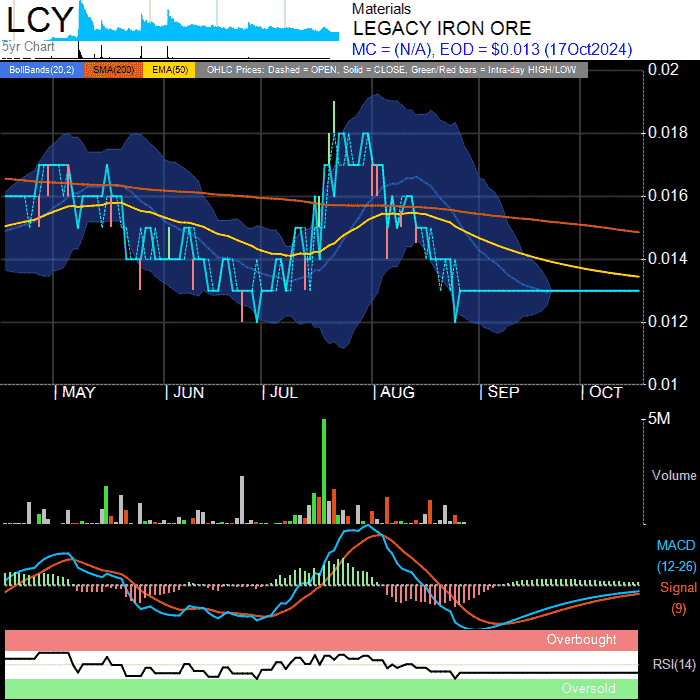 LCY
5yr Chart
Materials
LEGACY IRON ORE
MC = (N/A), EOD = $0.013 (17Oct2024)
BollBands(20,2) SMA(200) EMA(50) OHLC Prices: Dashed = OPEN, Solid = CLOSE, Green/Red bars = Intra-day HIGH/LOW
0.02
0.018
0.016
0.014
0.012
0.01
MAY JUN JUL AUG SEP OCT
5M
Volume
MACD
(12-26)
Signal
(9)
Overbought
RSI(14)
Oversold